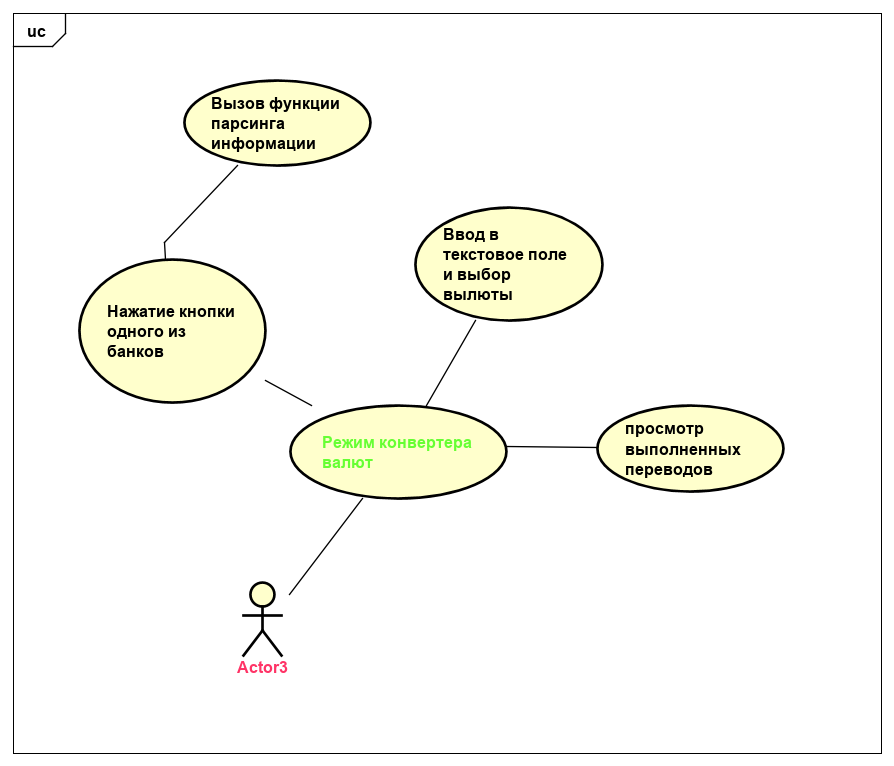 uc
Вызов функции
парсинга
информации
Ввод в
текстовое поле
и выбор
вылюты
Нажатие кнопки
одного из
банков
Режим конвертера
валют
просмотр
выполненных
переводов
Actor3